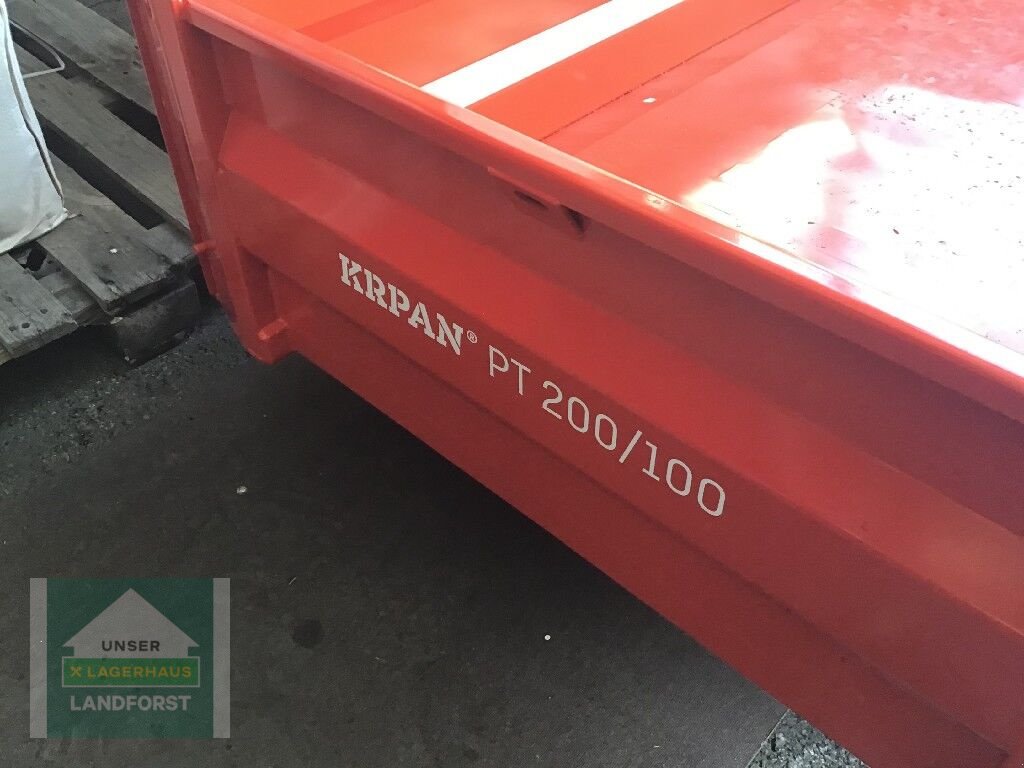 KRPAN® PT 200/100
UNSER
X LAGERHAUS
LANDFORST